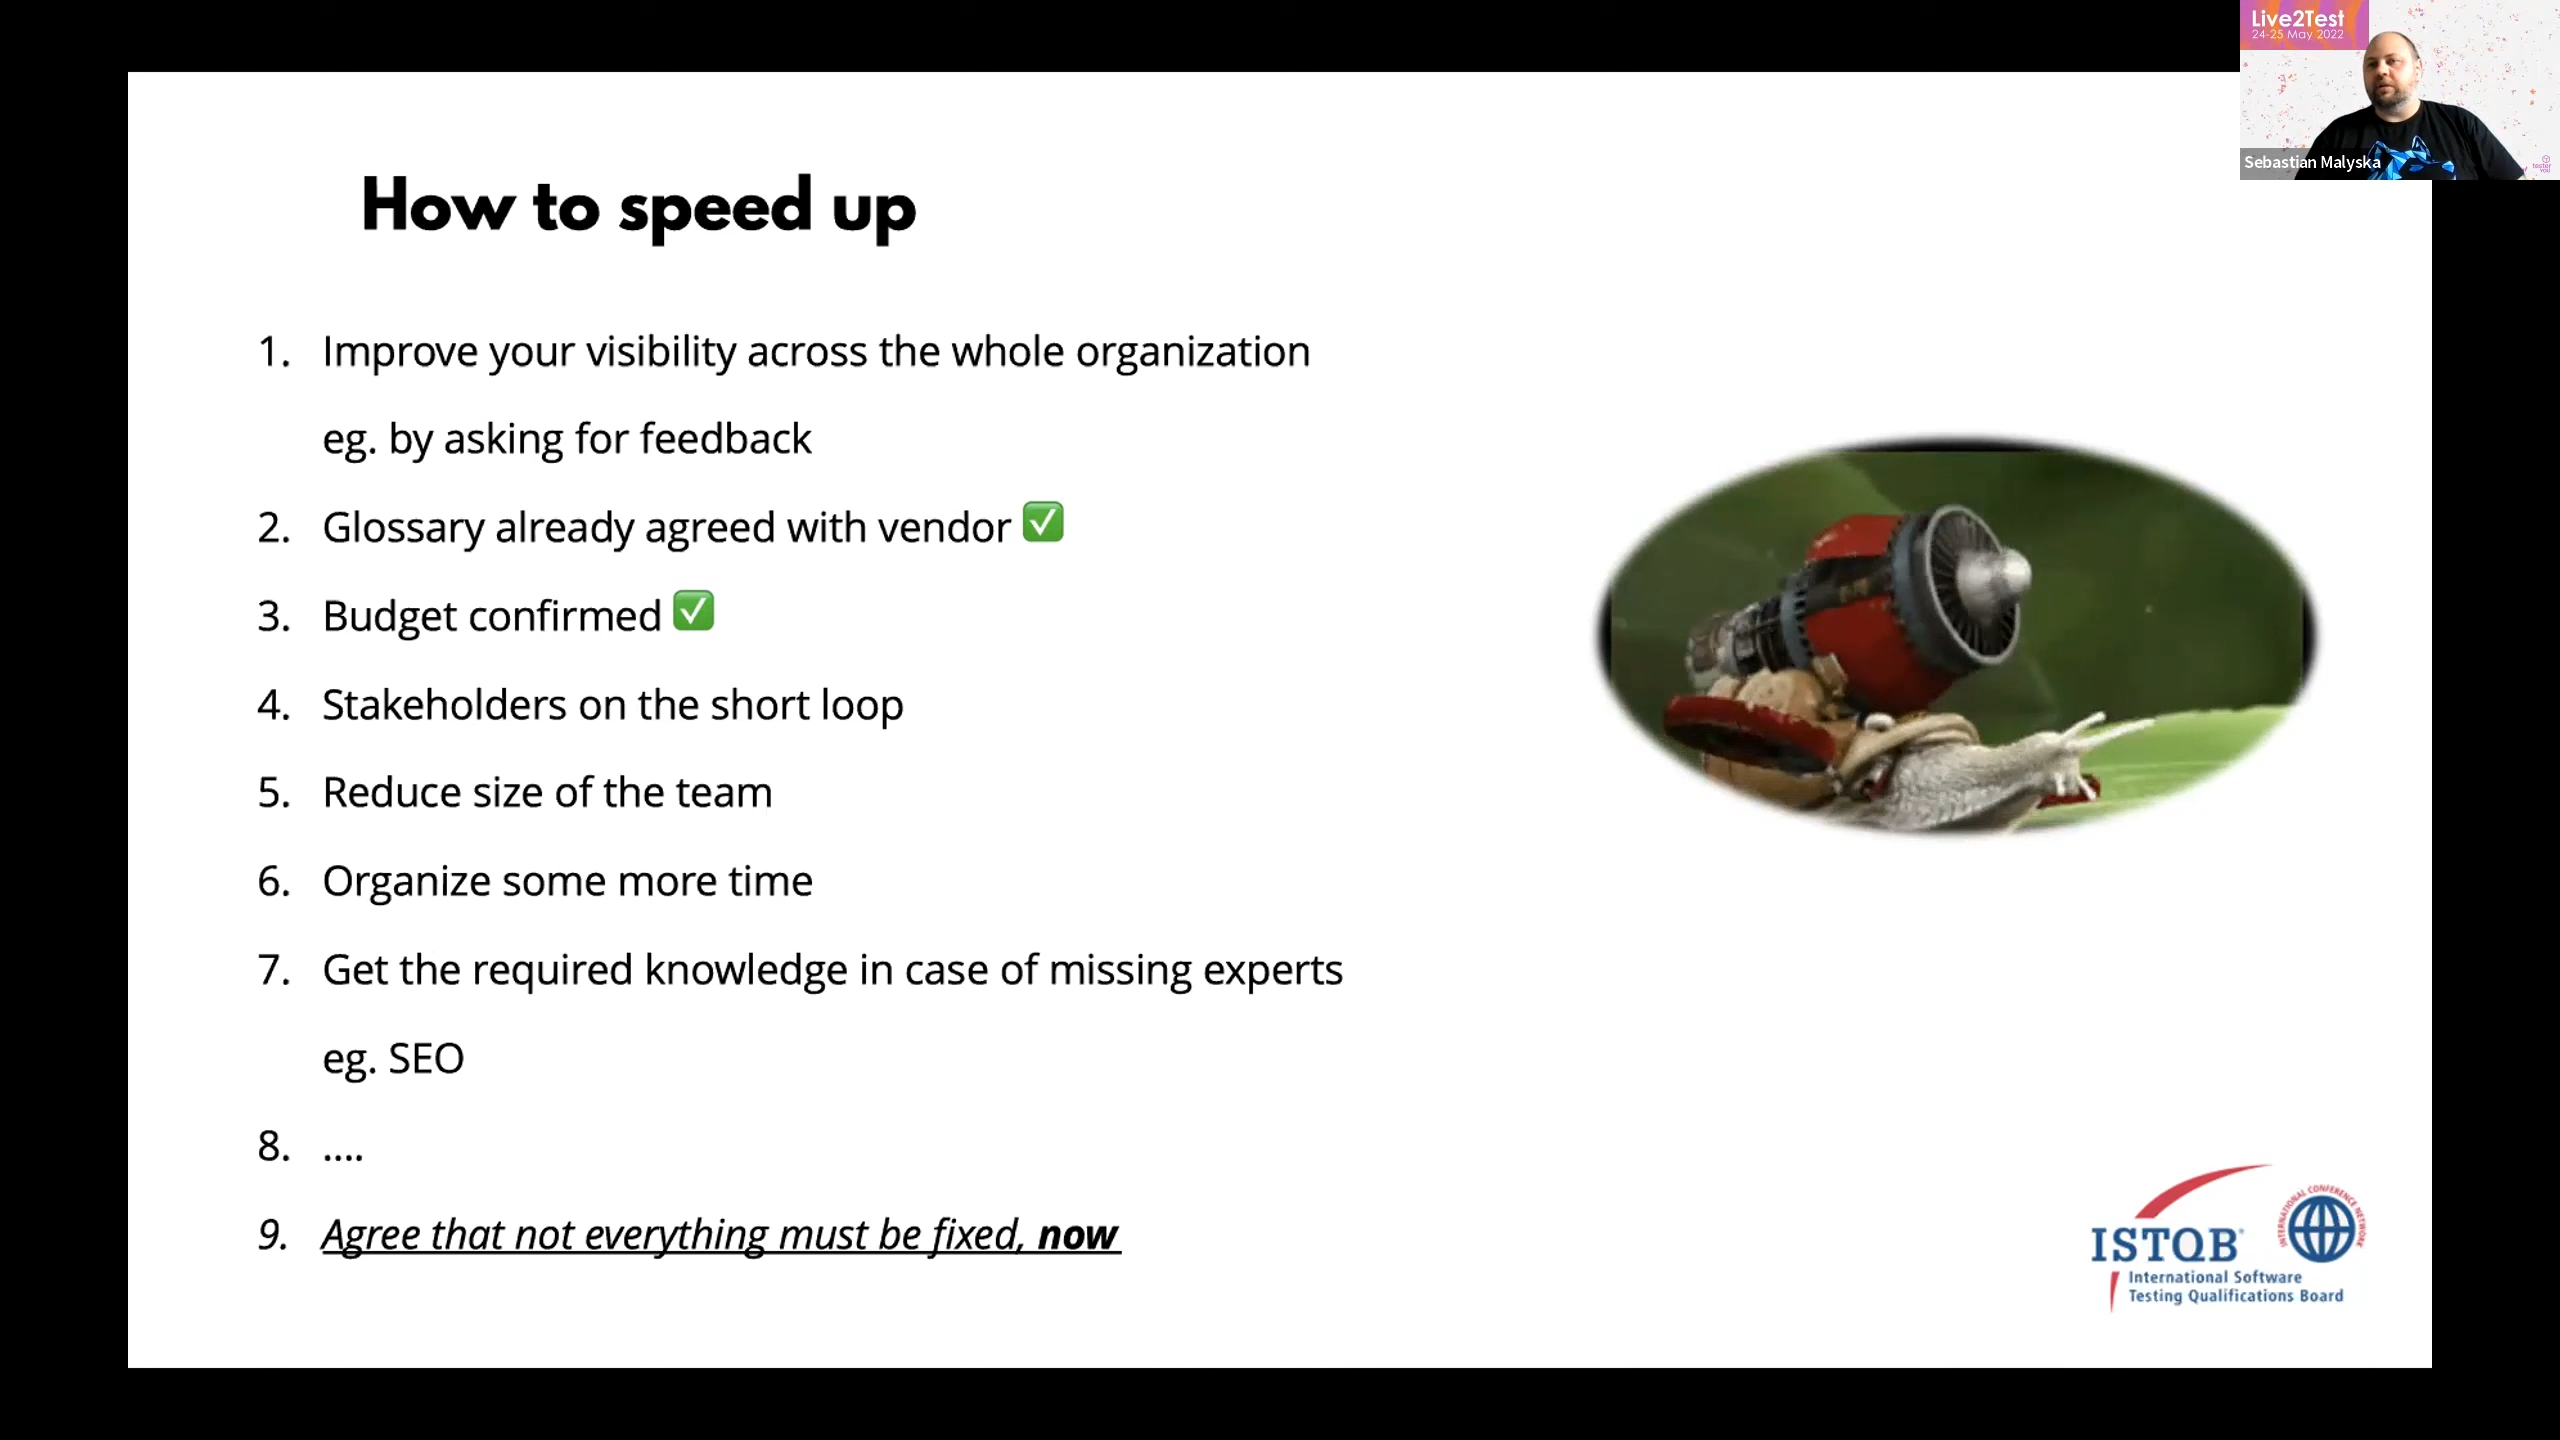 Live2Test
24-25 May 2022
Sebastian Malyska
How to speed up
1. Improve your visibility across the whole organization
eg. by asking for feedback
2. Glossary already agreed with vendor ✅
3. Budget confirmed ✅
4. Stakeholders on the short loop
5. Reduce size of the team
6. Organize some more time
7. Get the required knowledge in case of missing experts
eg. SEO
8. ....
9. Agree that not everything must be fixed, now
ISTQB®
International Software
Testing Qualifications Board
INTERNATIONAL CONFERENCE NETWORK